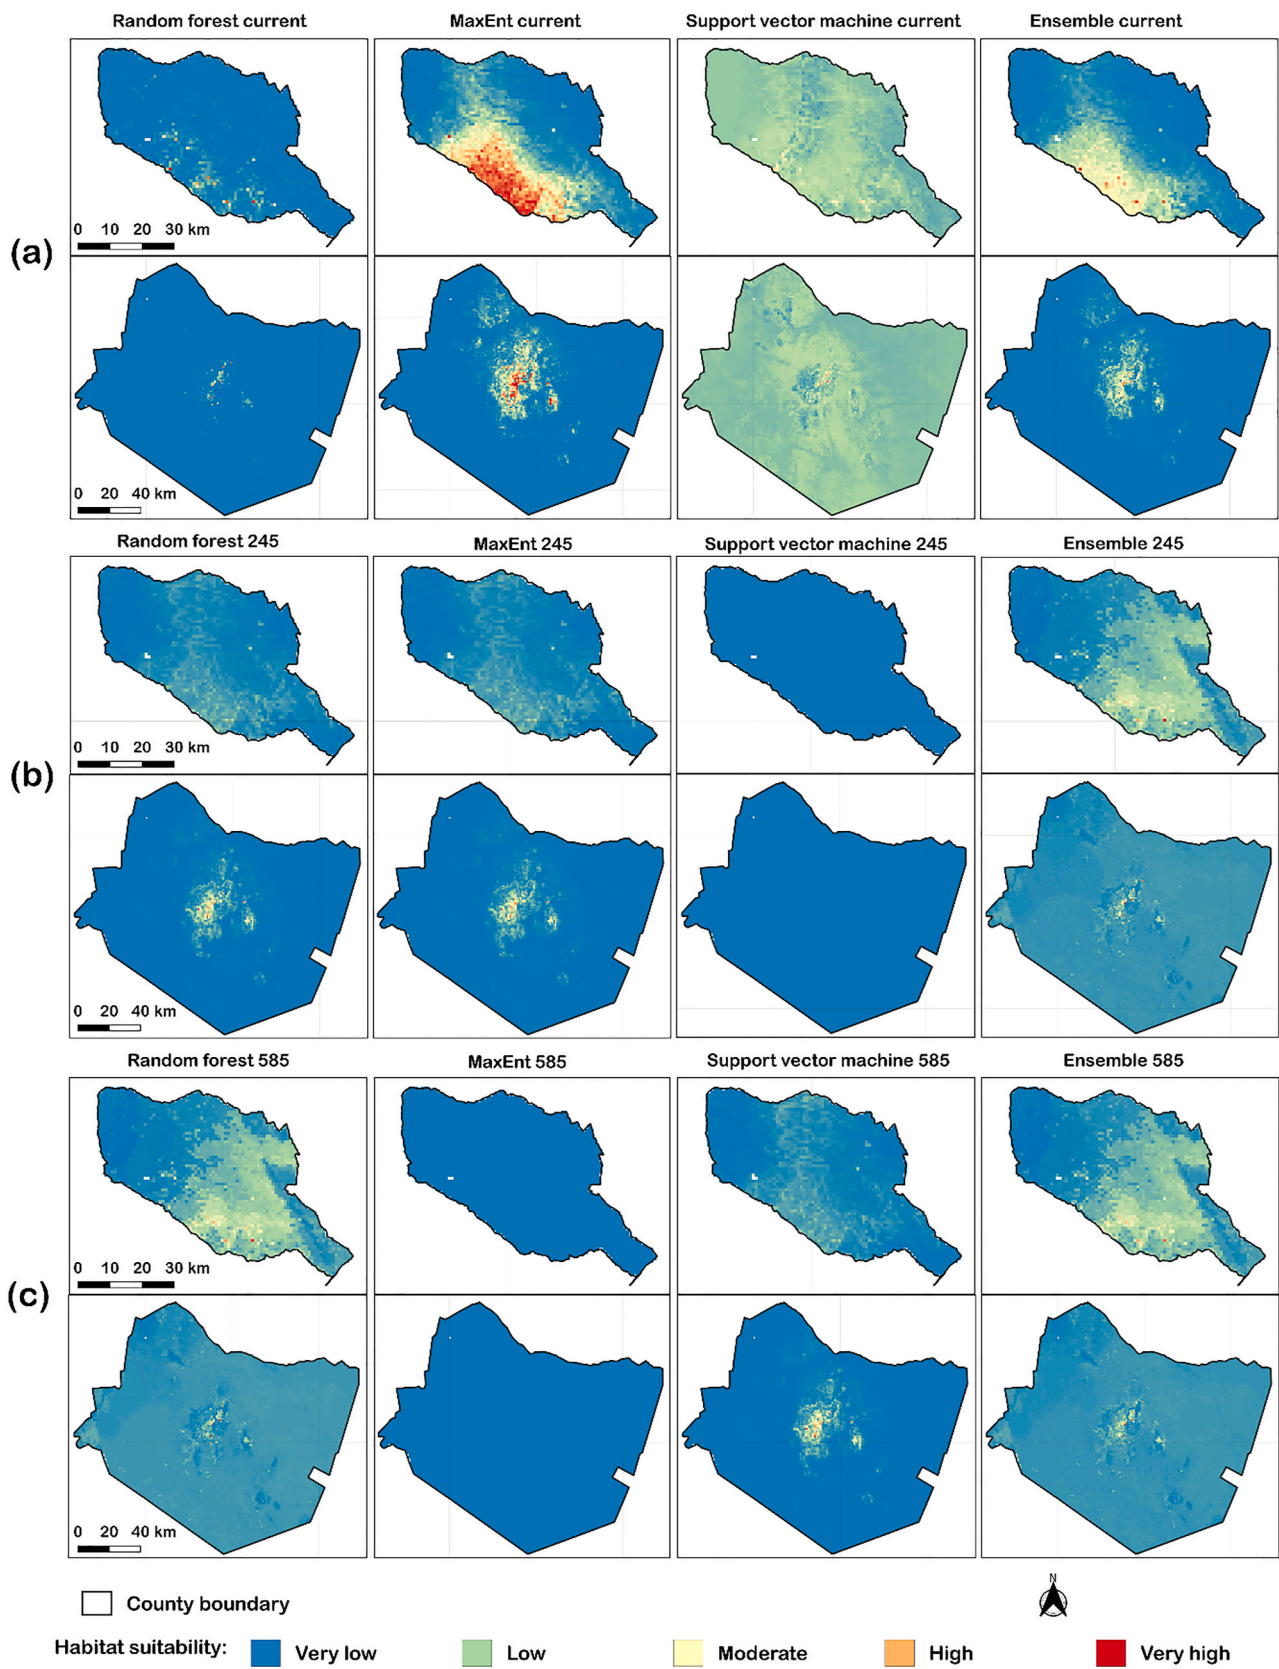 Random forest current MaxEnt current Support vector machine current Ensemble current
(a)
0 10 20 30 km
0 20 40 km
Random forest 245 MaxEnt 245 Support vector machine 245 Ensemble 245
(b)
0 10 20 30 km
0 20 40 km
Random forest 585 MaxEnt 585 Support vector machine 585 Ensemble 585
(c)
0 10 20 30 km
0 20 40 km
County boundary
N
Habitat suitability: Very low Low Moderate High Very high